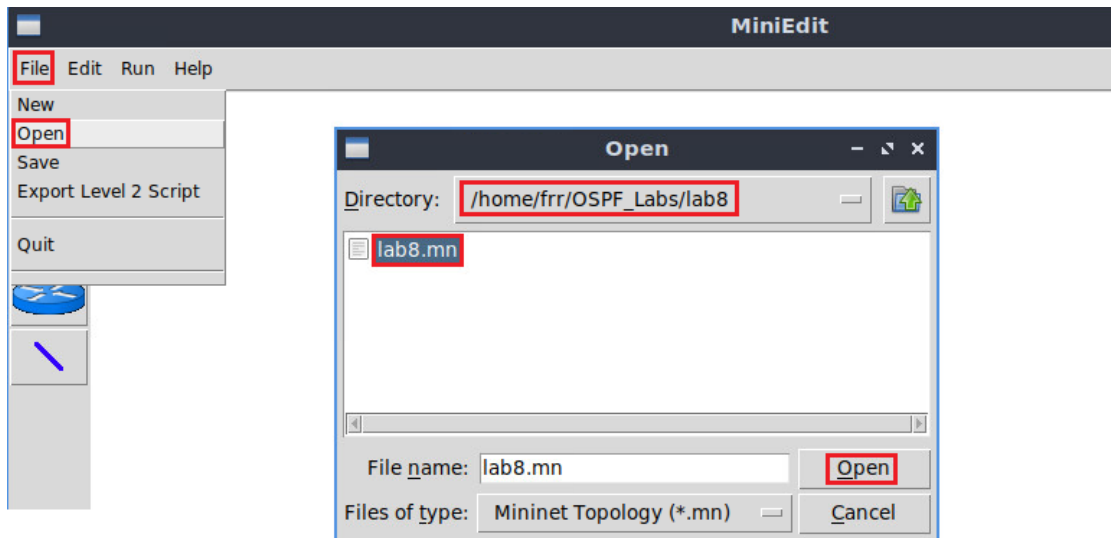 MiniEdit
File Edit Run Help
New
Open
Save
Export Level 2 Script
Quit
Open
Directory: /home/frr/OSPF_Labs/lab8
lab8.mn
File name: lab8.mn
Open
Files of type: Mininet Topology (*.mn)
Cancel